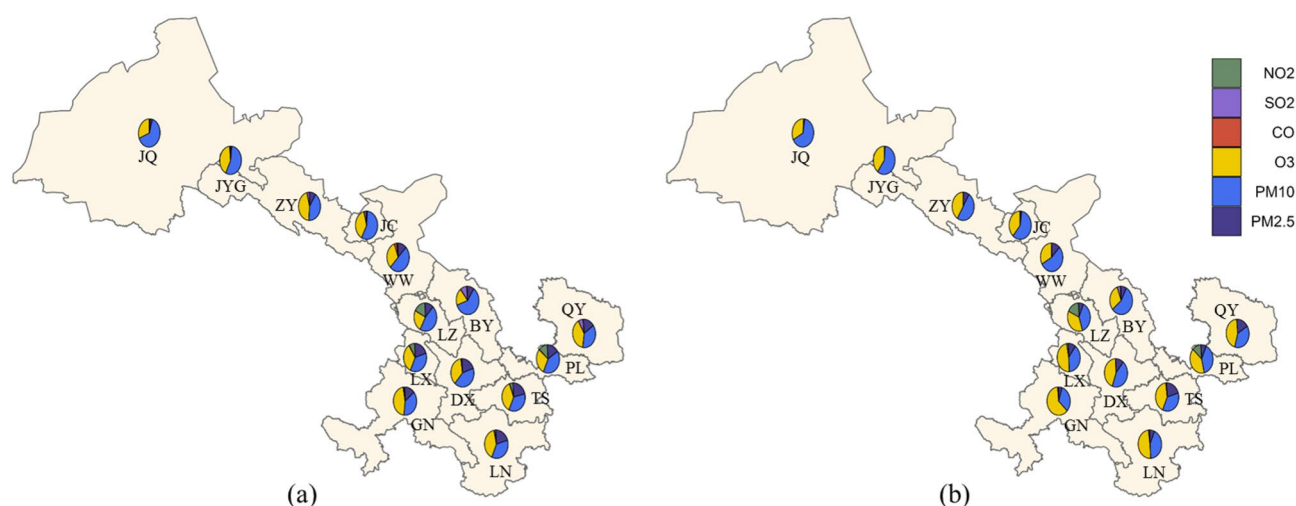 JQ
JYG
ZY
JC
WW
LZ
BY
QY
PL
LX
DX
TS
GN
LN
(a)
JQ
JYG
ZY
JC
WW
LZ
BY
QY
PL
LX
DX
TS
GN
LN
(b)
NO2
SO2
CO
O3
PM10
PM2.5